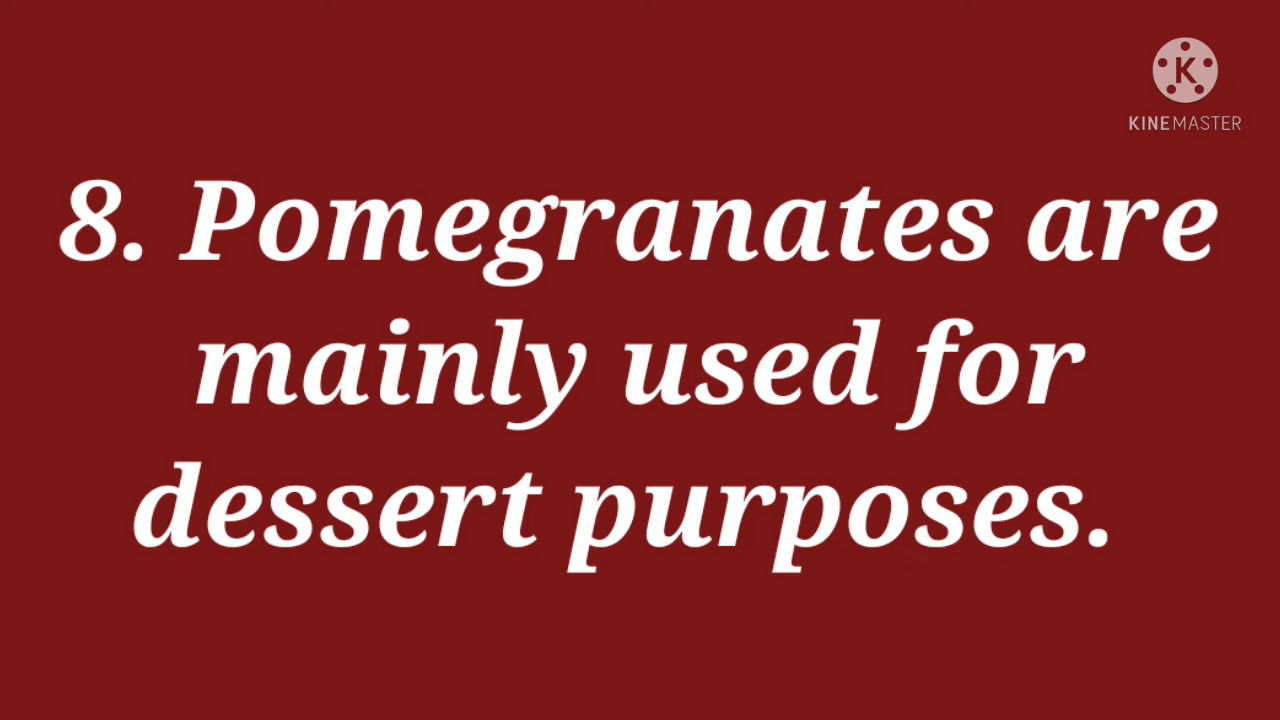 K
KINEMASTER
8. Pomegranates are
mainly used for
dessert purposes.